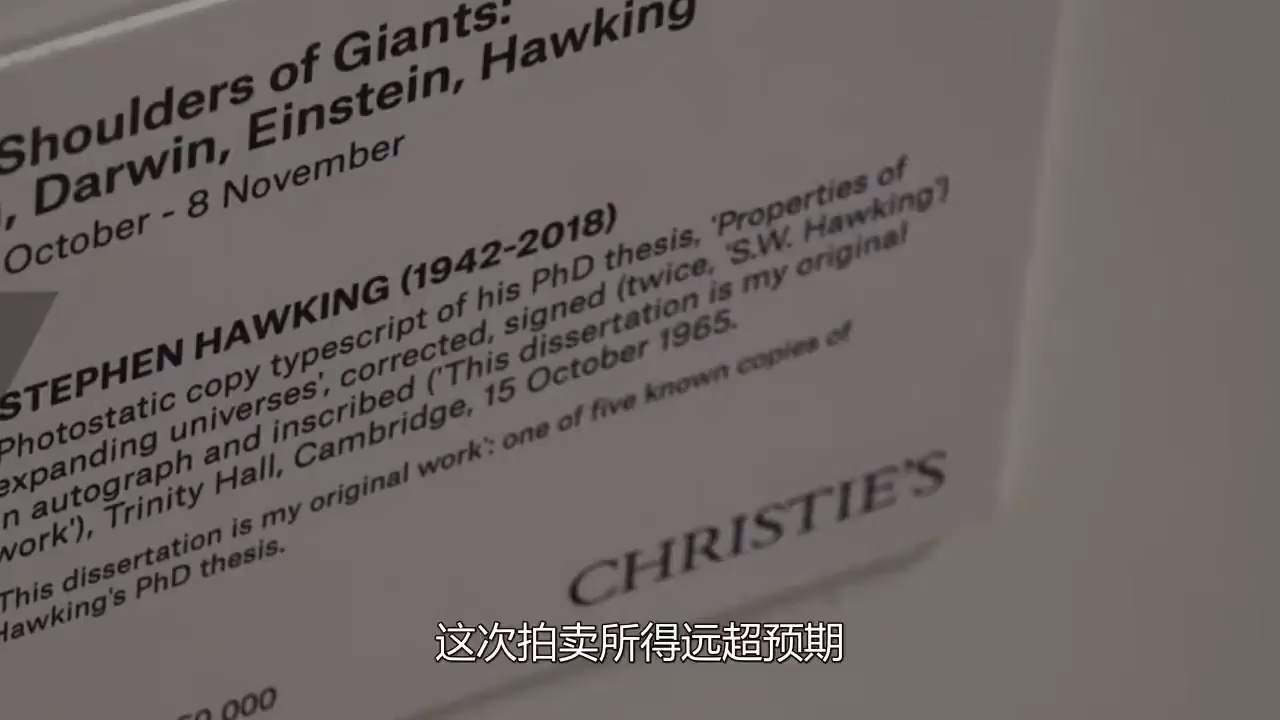 Shoulders of Giants:
, Darwin, Einstein, Hawking
October - 8 November
STEPHEN HAWKING (1942-2018)
Photostatic copy typescript of his PhD thesis, 'Properties of
expanding universes', corrected, signed (twice, 'S.W. Hawking')
n autograph and inscribed ('This dissertation is my original
work'), Trinity Hall, Cambridge, 15 October 1965.
This dissertation is my original work': one of five known copies of
Hawking's PhD thesis.
CHRISTIE'S
这次拍卖所得远超预期